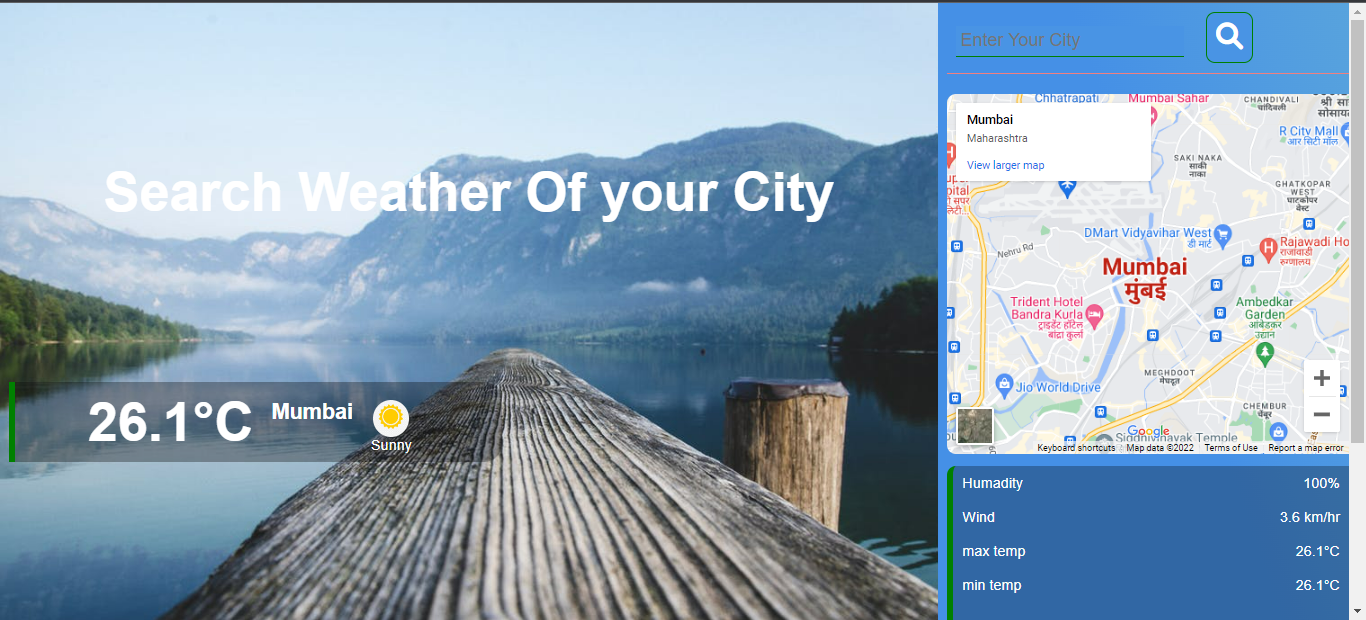 Enter Your City
Search Weather Of your City
26.1°C
Mumbai
Sunny
Mumbai
Maharashtra
View larger map
Chhatrapati
Mumbai Sahar
CHANDIVALI
चांदिवली
R City Mall
आर सिटी मॉल
SAKI NAKA
साकी
नाका
GHATKOPAR
WEST
घाटकोपर
वेस्ट
DMart Vidyavihar West
डी मार्ट
Nehru Rd
Rajawadi Ho
राजावाडी
रुग्णालय
Mumbai
मुंबई
Trident Hotel
Bandra Kurla
ट्राइडेंट हॉटेल
बांद्रा कुर्ला
Ambedkar
Garden
आंबेडकर
उद्यान
MEGHDOOT
मेघदूत
Jio World Drive
CHEMBUR
चेंबूर
Google
Siddhivinayak Temple
Keyboard shortcuts
Map data ©2022
Terms of Use
Report a map error
Humadity 100%
Wind 3.6 km/hr
max temp 26.1°C
min temp 26.1°C